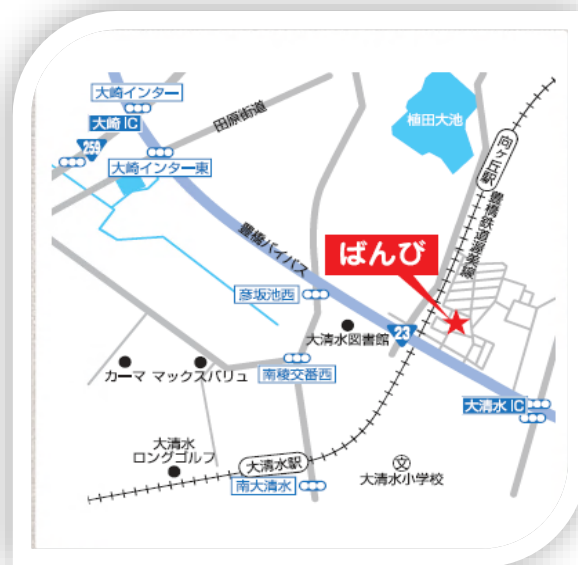 大崎インター
大崎IC
259
田原街道
大崎インター東
植田大池
向ヶ丘駅
豊橋鉄道渥美線
豊橋バイパス
ばんび
彦坂池西
23
大清水図書館
カーマ
マックスバリュ
南稜交番西
大清水IC
大清水
ロングゴルフ
大清水駅
南大清水
文
大清水小学校